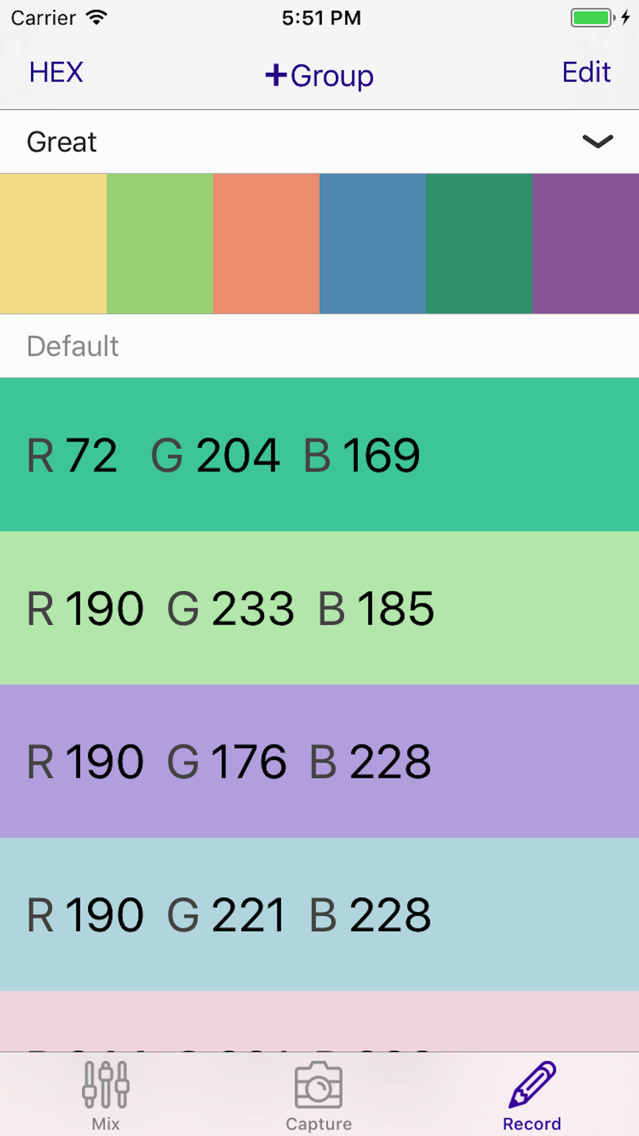 Carrier 5:51 PM
HEX +Group Edit
Great
Default
R 72 G 204 B 169
R 190 G 233 B 185
R 190 G 176 B 228
R 190 G 221 B 228
Mix Capture Record